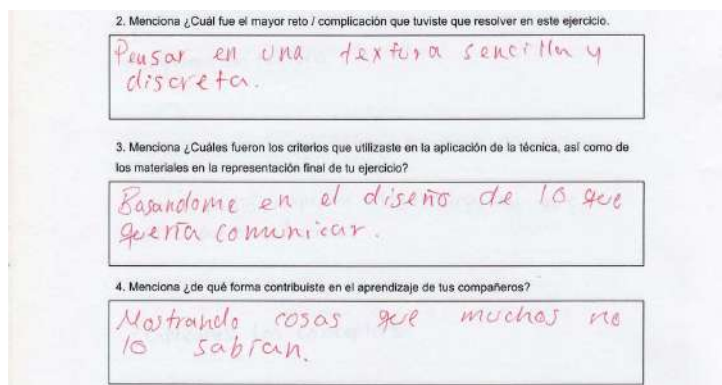 2. Menciona ¿Cuál fue el mayor reto / complicación que tuviste que resolver en este ejercicio.
Pensar en una textura sencilla y
discreta.
3. Menciona ¿Cuáles fueron los criterios que utilizaste en la aplicación de la técnica, así como de
los materiales en la representación final de tu ejercicio?
Basandome en el diseño de lo que
quería comunicar.
4. Menciona ¿de qué forma contribuiste en el aprendizaje de tus compañeros?
Mostrando cosas que muchos no
lo sabían.